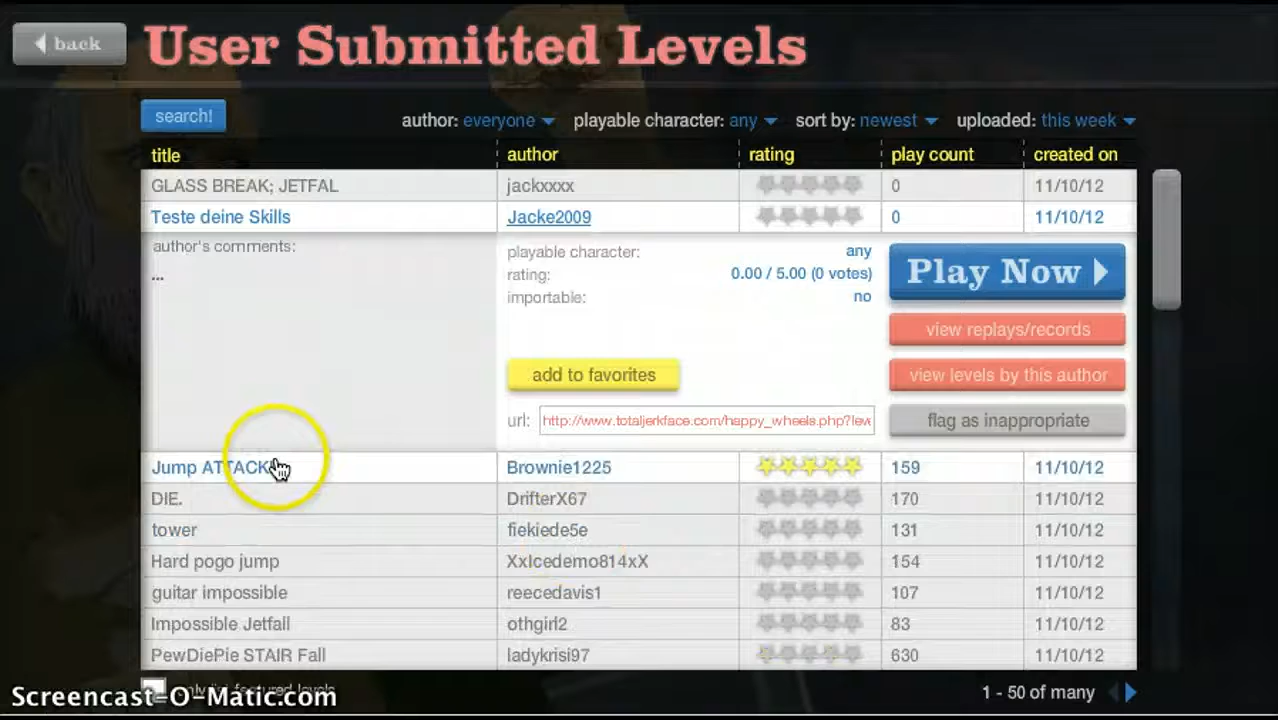 back
User Submitted Levels
search!
author: everyone
playable character: any
sort by: newest
uploaded: this week
title author rating play count created on
GLASS BREAK; JETFAL jackxxxx 0 11/10/12
Teste deine Skills Jacke2009 0 11/10/12
author's comments:
...
playable character: any
rating: 0.00 / 5.00 (0 votes)
importable: no
Play Now
view replays/records
add to favorites
view levels by this author
url: http://www.totaljerkface.com/happy_wheels.php?lev
flag as inappropriate
Jump ATTACK Brownie1225 159 11/10/12
DIE. DrifterX67 170 11/10/12
tower fiekiede5e 131 11/10/12
Hard pogo jump XxIcedemo814xX 154 11/10/12
guitar impossible reecedavis1 107 11/10/12
Impossible Jetfall othgirl2 83 11/10/12
PewDiePie STAIR Fall ladykrisi97 630 11/10/12
featured levels
Screencast-O-Matic.com
1 - 50 of many